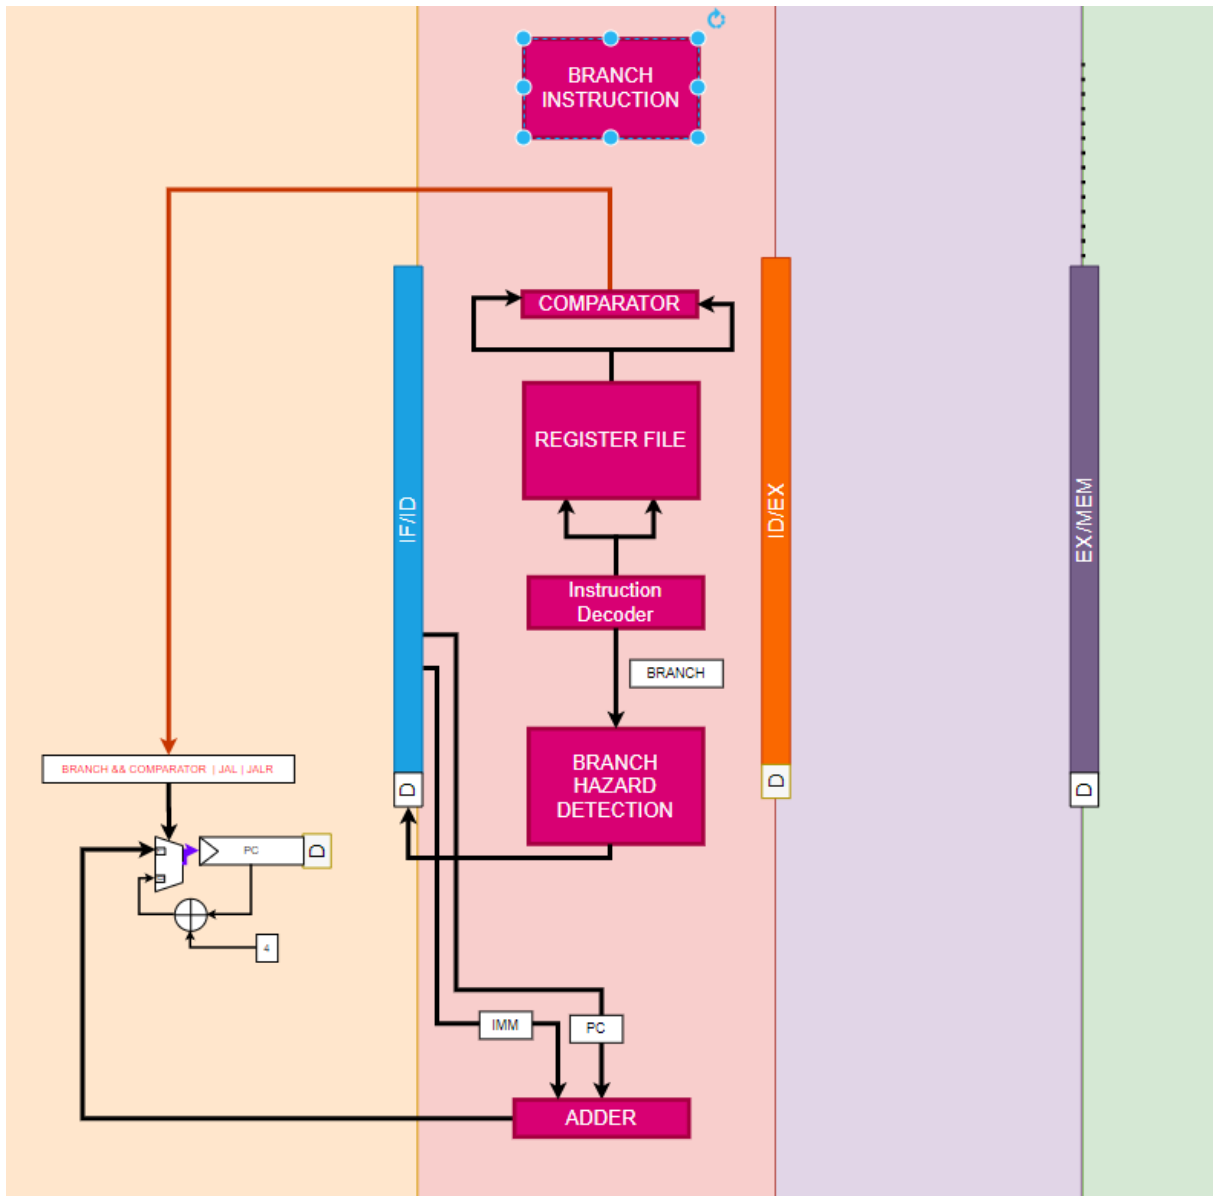 BRANCH
INSTRUCTION
COMPARATOR
REGISTER FILE
IF/ID
ID/EX
EX/MEM
Instruction
Decoder
BRANCH
BRANCH
HAZARD
DETECTION
BRANCH && COMPARATOR | JAL | JALR
D
D
D
PC
D
4
IMM
PC
ADDER